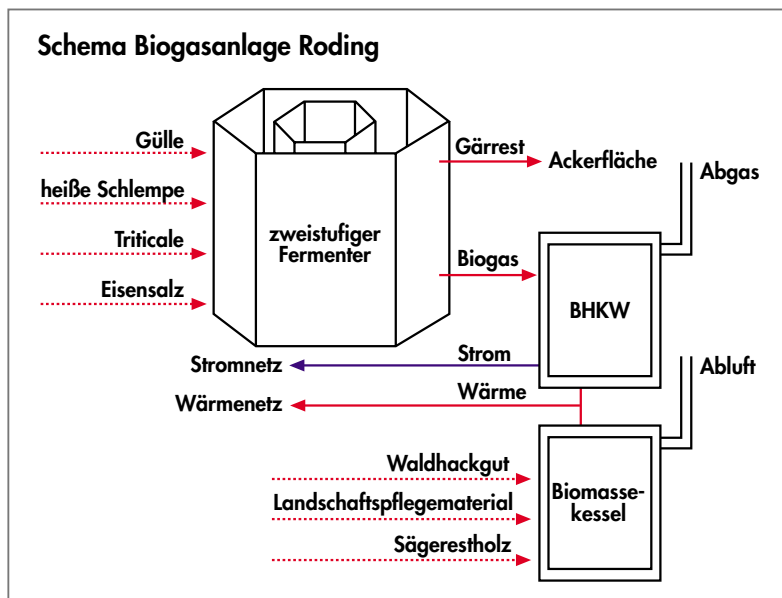 Schema Biogasanlage Roding
Gülle
heiße Schlempe
Triticale
Eisensalz
zweistufiger
Fermenter
Gärrest
Ackerfläche
Biogas
Abgas
BHKW
Stromnetz
Strom
Wärmenetz
Wärme
Abluft
Waldhackgut
Landschaftspflegematerial
Sägerestholz
Biomasse-
kessel